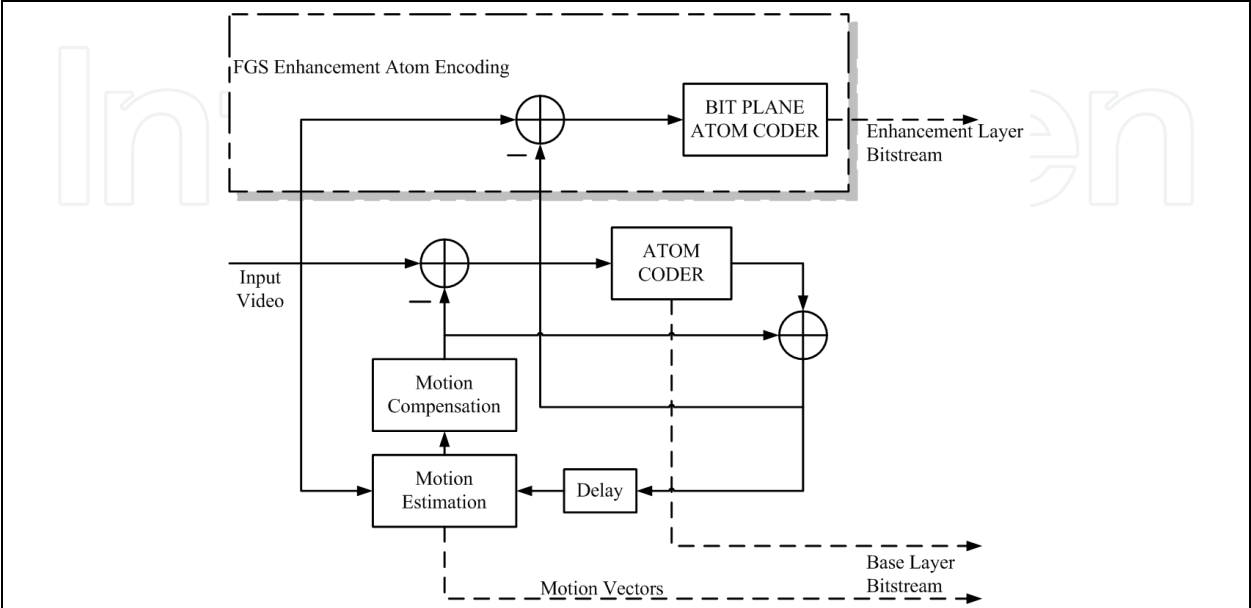 FGS Enhancement Atom Encoding
BIT PLANE
ATOM CODER
Enhancement Layer
Bitstream
Input
Video
ATOM
CODER
Motion
Compensation
Motion
Estimation
Delay
Base Layer
Bitstream
Motion Vectors